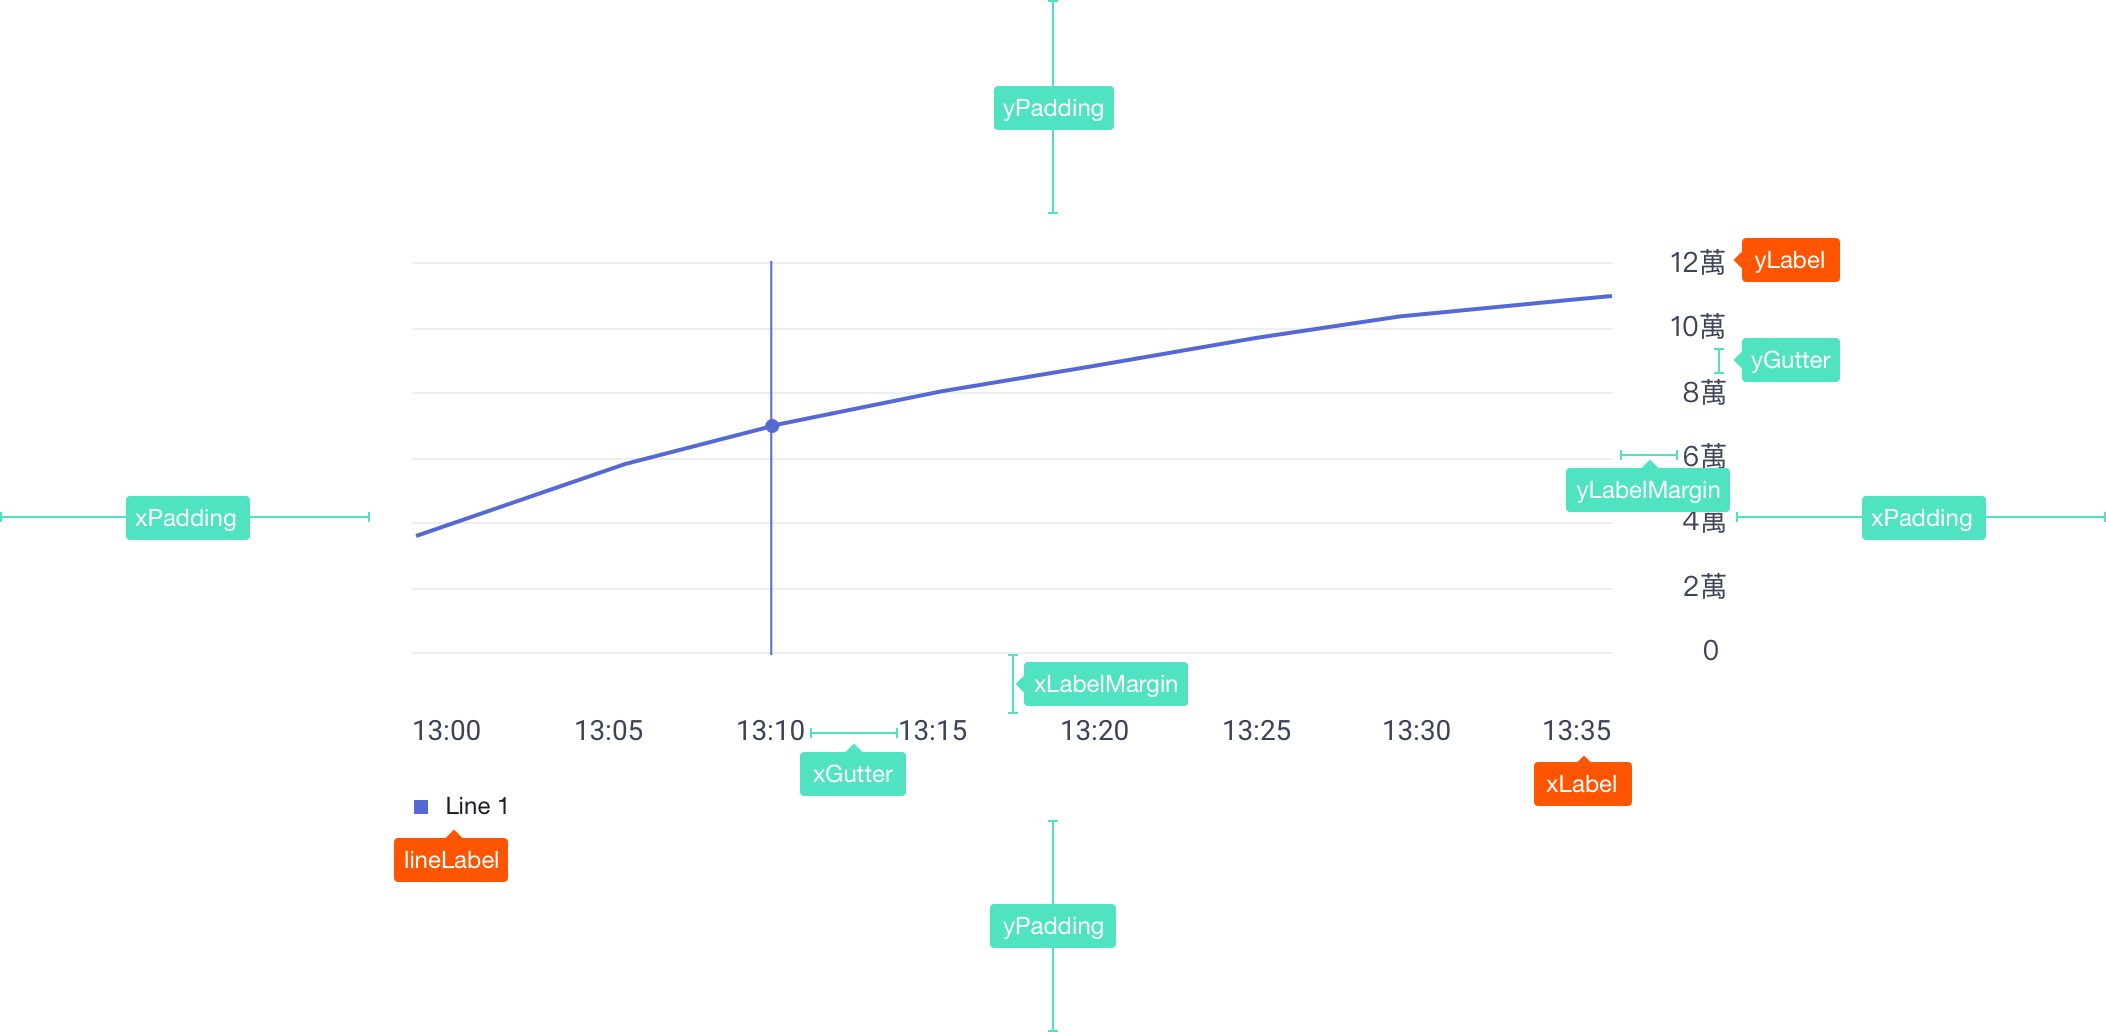 yPadding
12萬
yLabel
10萬
yGutter
8萬
6萬
yLabelMargin
xPadding
4萬
xPadding
2萬
0
xLabelMargin
13:00 13:05 13:10 13:15 13:20 13:25 13:30 13:35
xGutter
xLabel
Line 1
lineLabel
yPadding